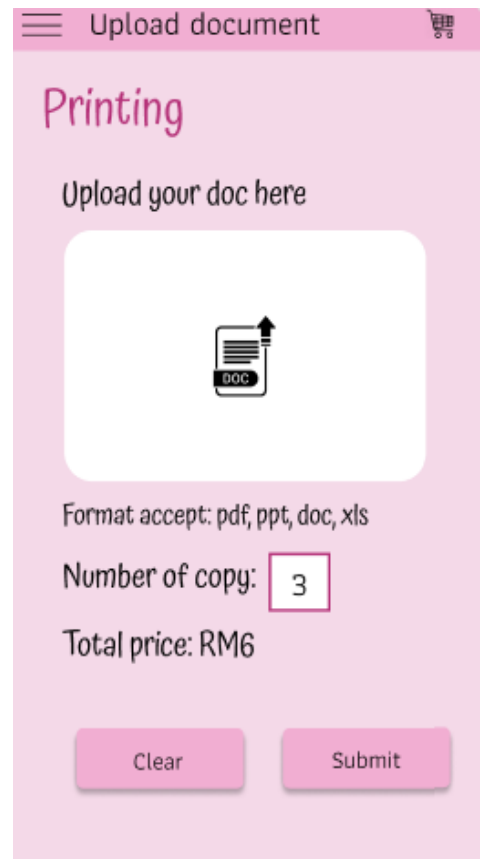 Upload document
Printing
Upload your doc here
DOC
Format accept: pdf, ppt, doc, xls
Number of copy: 3
Total price: RM6
Clear Submit